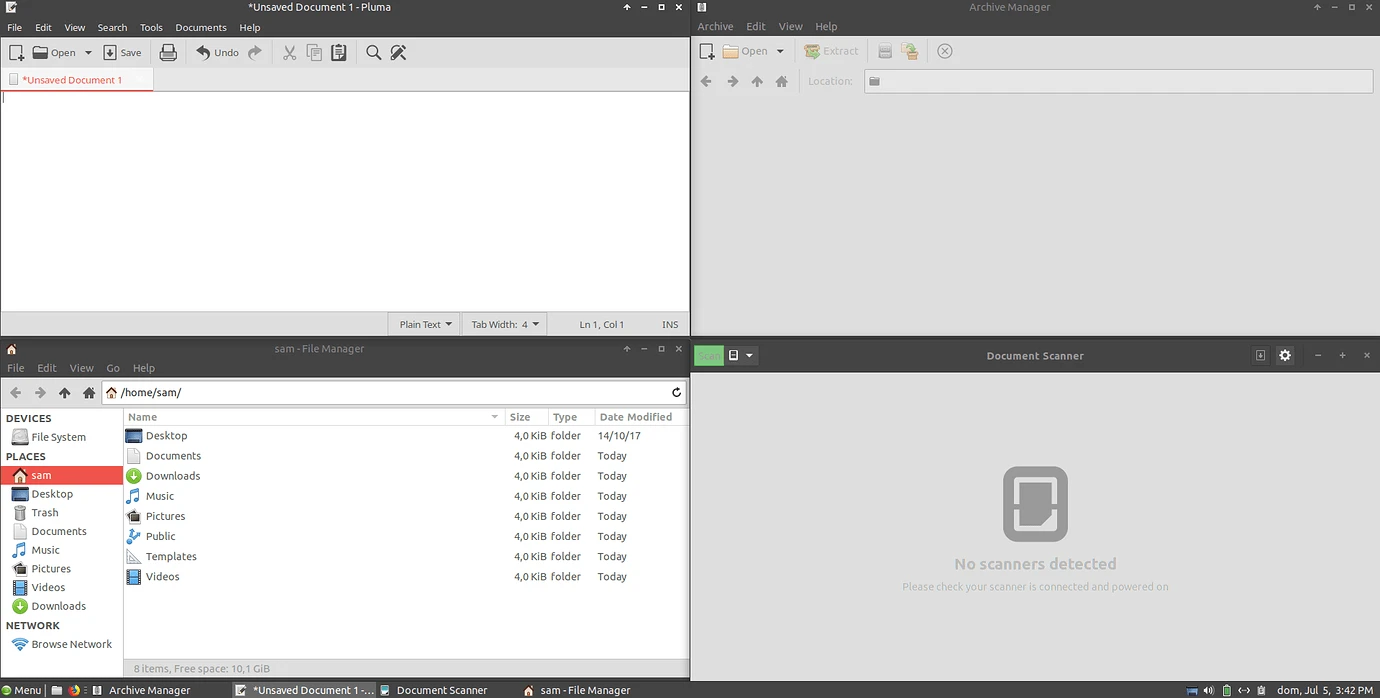 *Unsaved Document 1 - Pluma
File Edit View Search Tools Documents Help
Open Save Undo
*Unsaved Document 1
Plain Text Tab Width: 4 Ln 1, Col 1 INS
Archive Manager
Archive Edit View Help
Open Extract
Location:
sam - File Manager
File Edit View Go Help
/home/sam/
DEVICES
File System
PLACES
sam
Desktop
Trash
Documents
Music
Pictures
Videos
Downloads
NETWORK
Browse Network
Name Size Type Date Modified
Desktop 4,0 KiB folder 14/10/17
Documents 4,0 KiB folder Today
Downloads 4,0 KiB folder Today
Music 4,0 KiB folder Today
Pictures 4,0 KiB folder Today
Public 4,0 KiB folder Today
Templates 4,0 KiB folder Today
Videos 4,0 KiB folder Today
8 items, Free space: 10,1 GiB
Scan Document Scanner
No scanners detected
Please check your scanner is connected and powered on
Menu Archive Manager *Unsaved Document 1 -... Document Scanner sam - File Manager dom, Jul 5, 3:42 PM